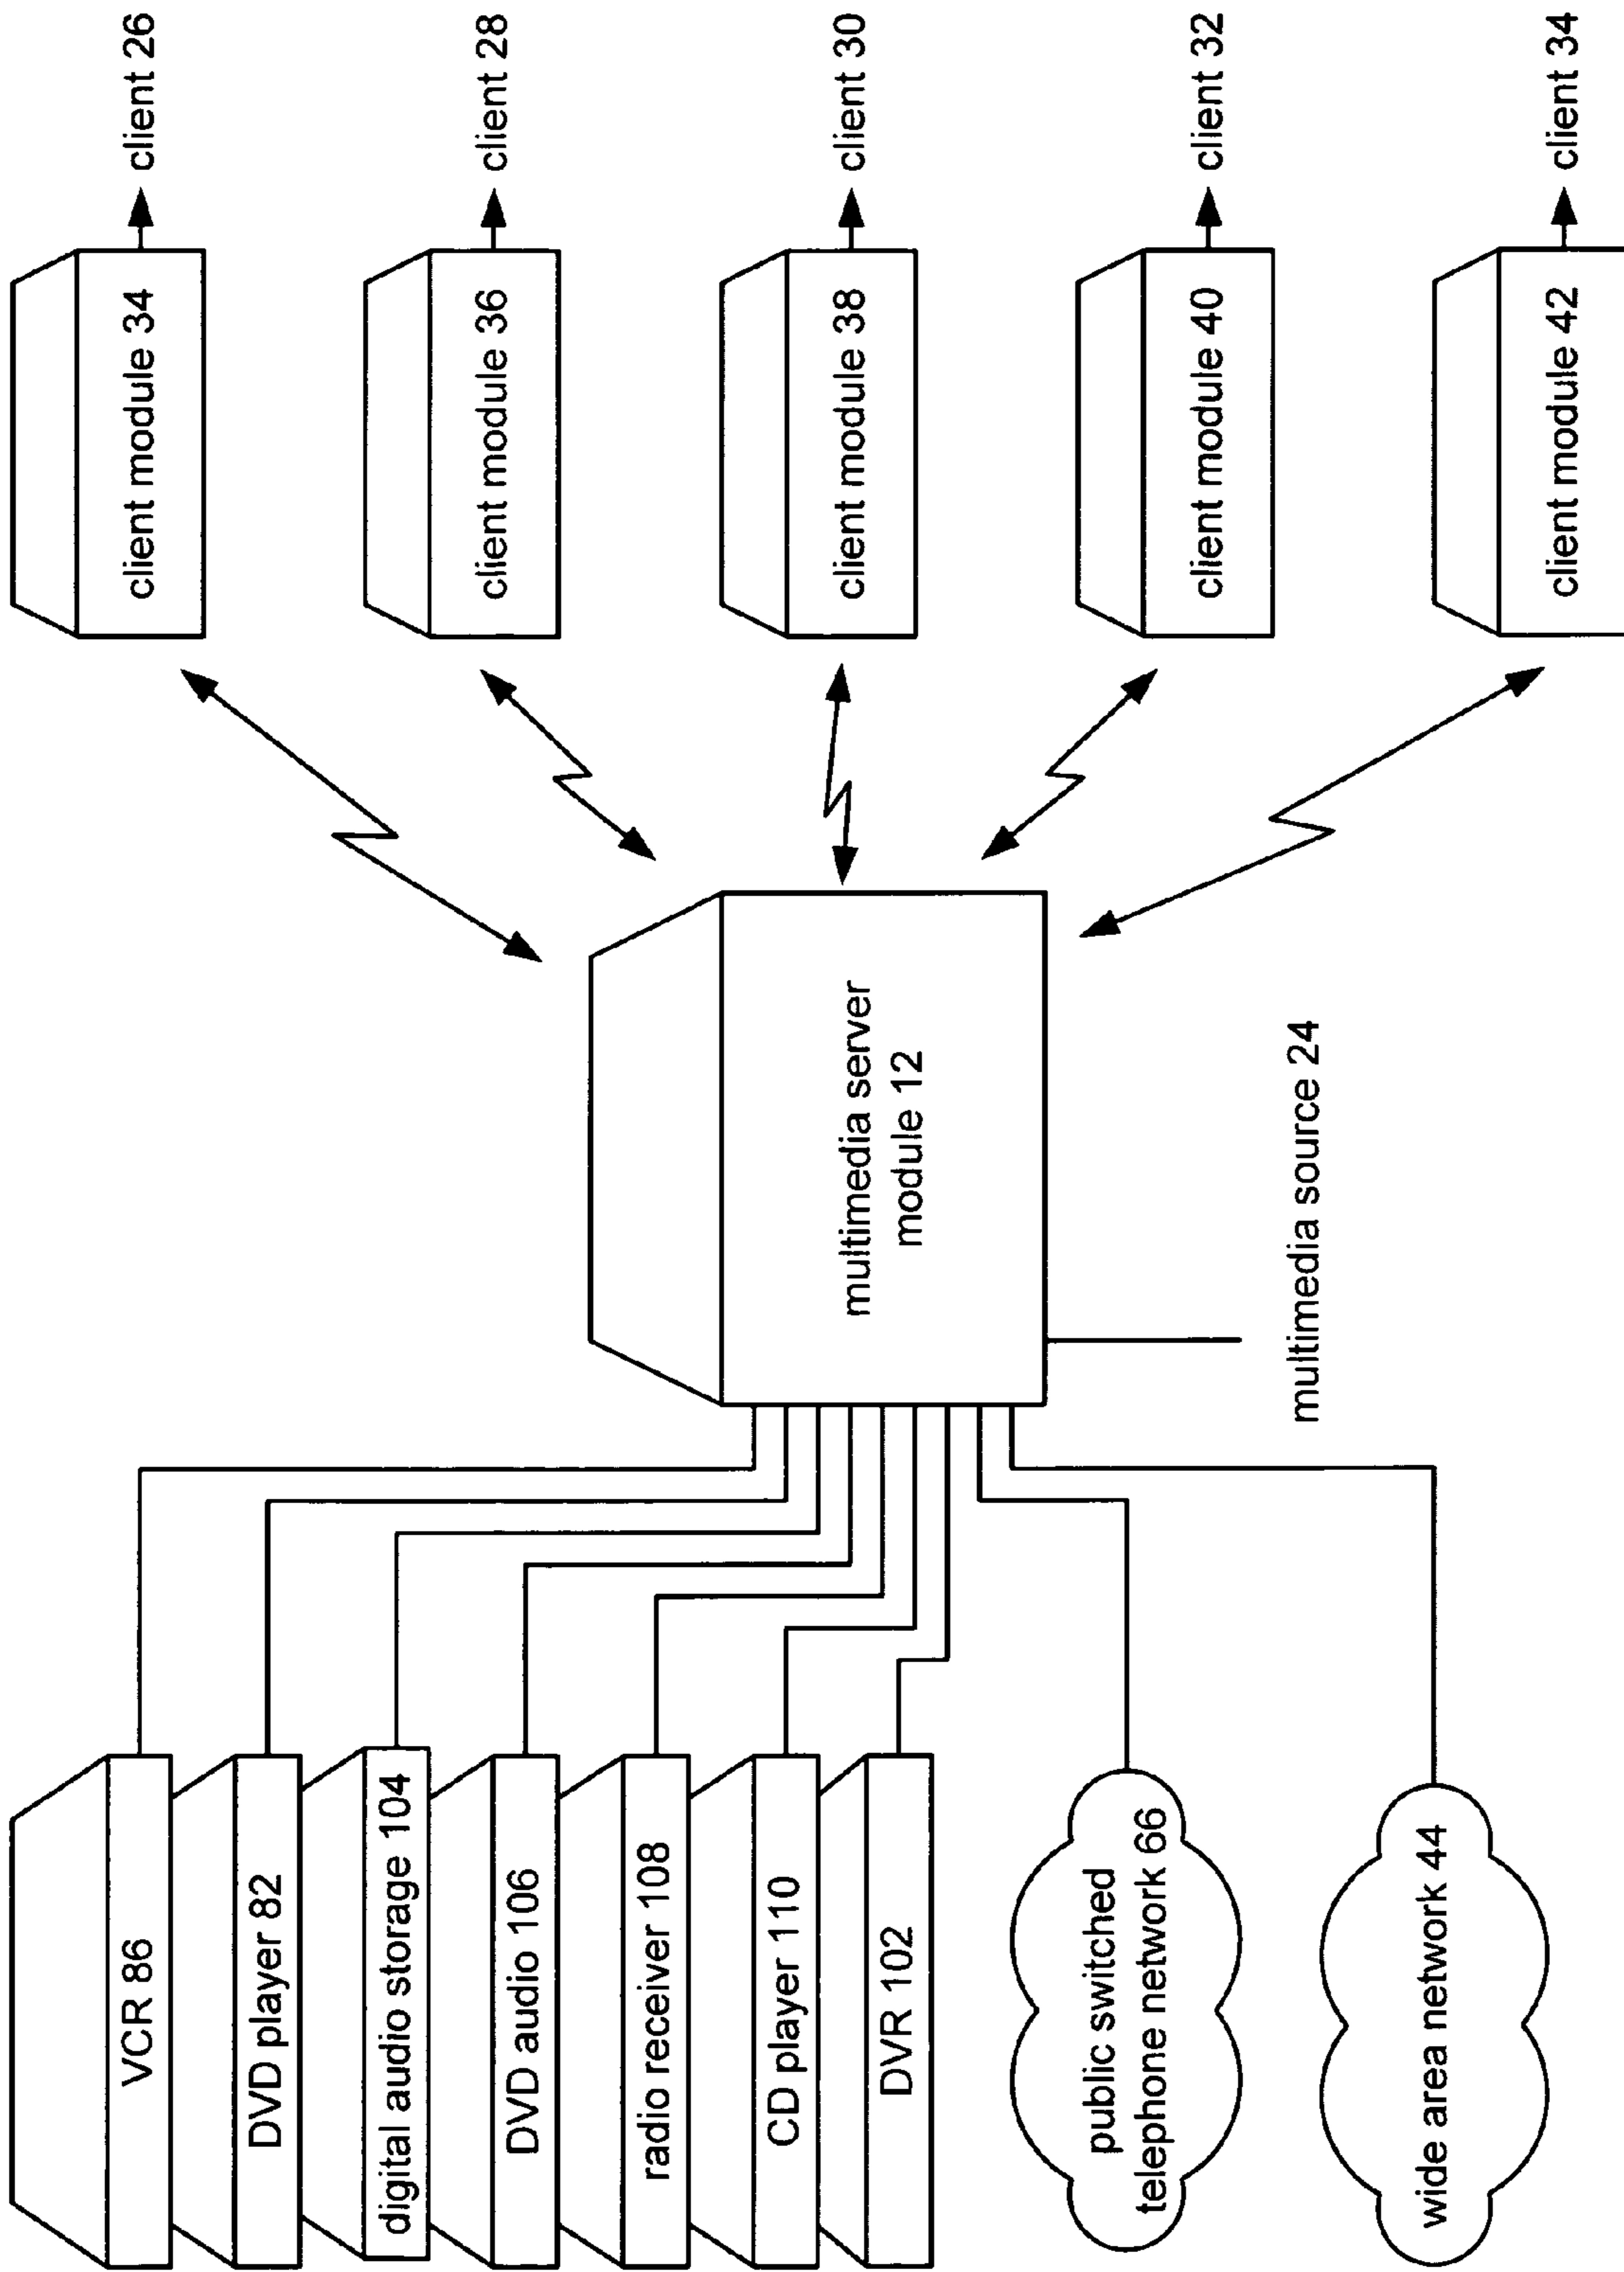 VCR 86
DVD player 82
digital audio storage 104
DVD audio 106
radio receiver 108
CD player 110
DVR 102
public switched
telephone network 66
wide area network 44
multimedia server
module 12
multimedia source 24
client module 34
client 26
client module 36
client 28
client module 38
client 30
client module 40
client 32
client module 42
client 34